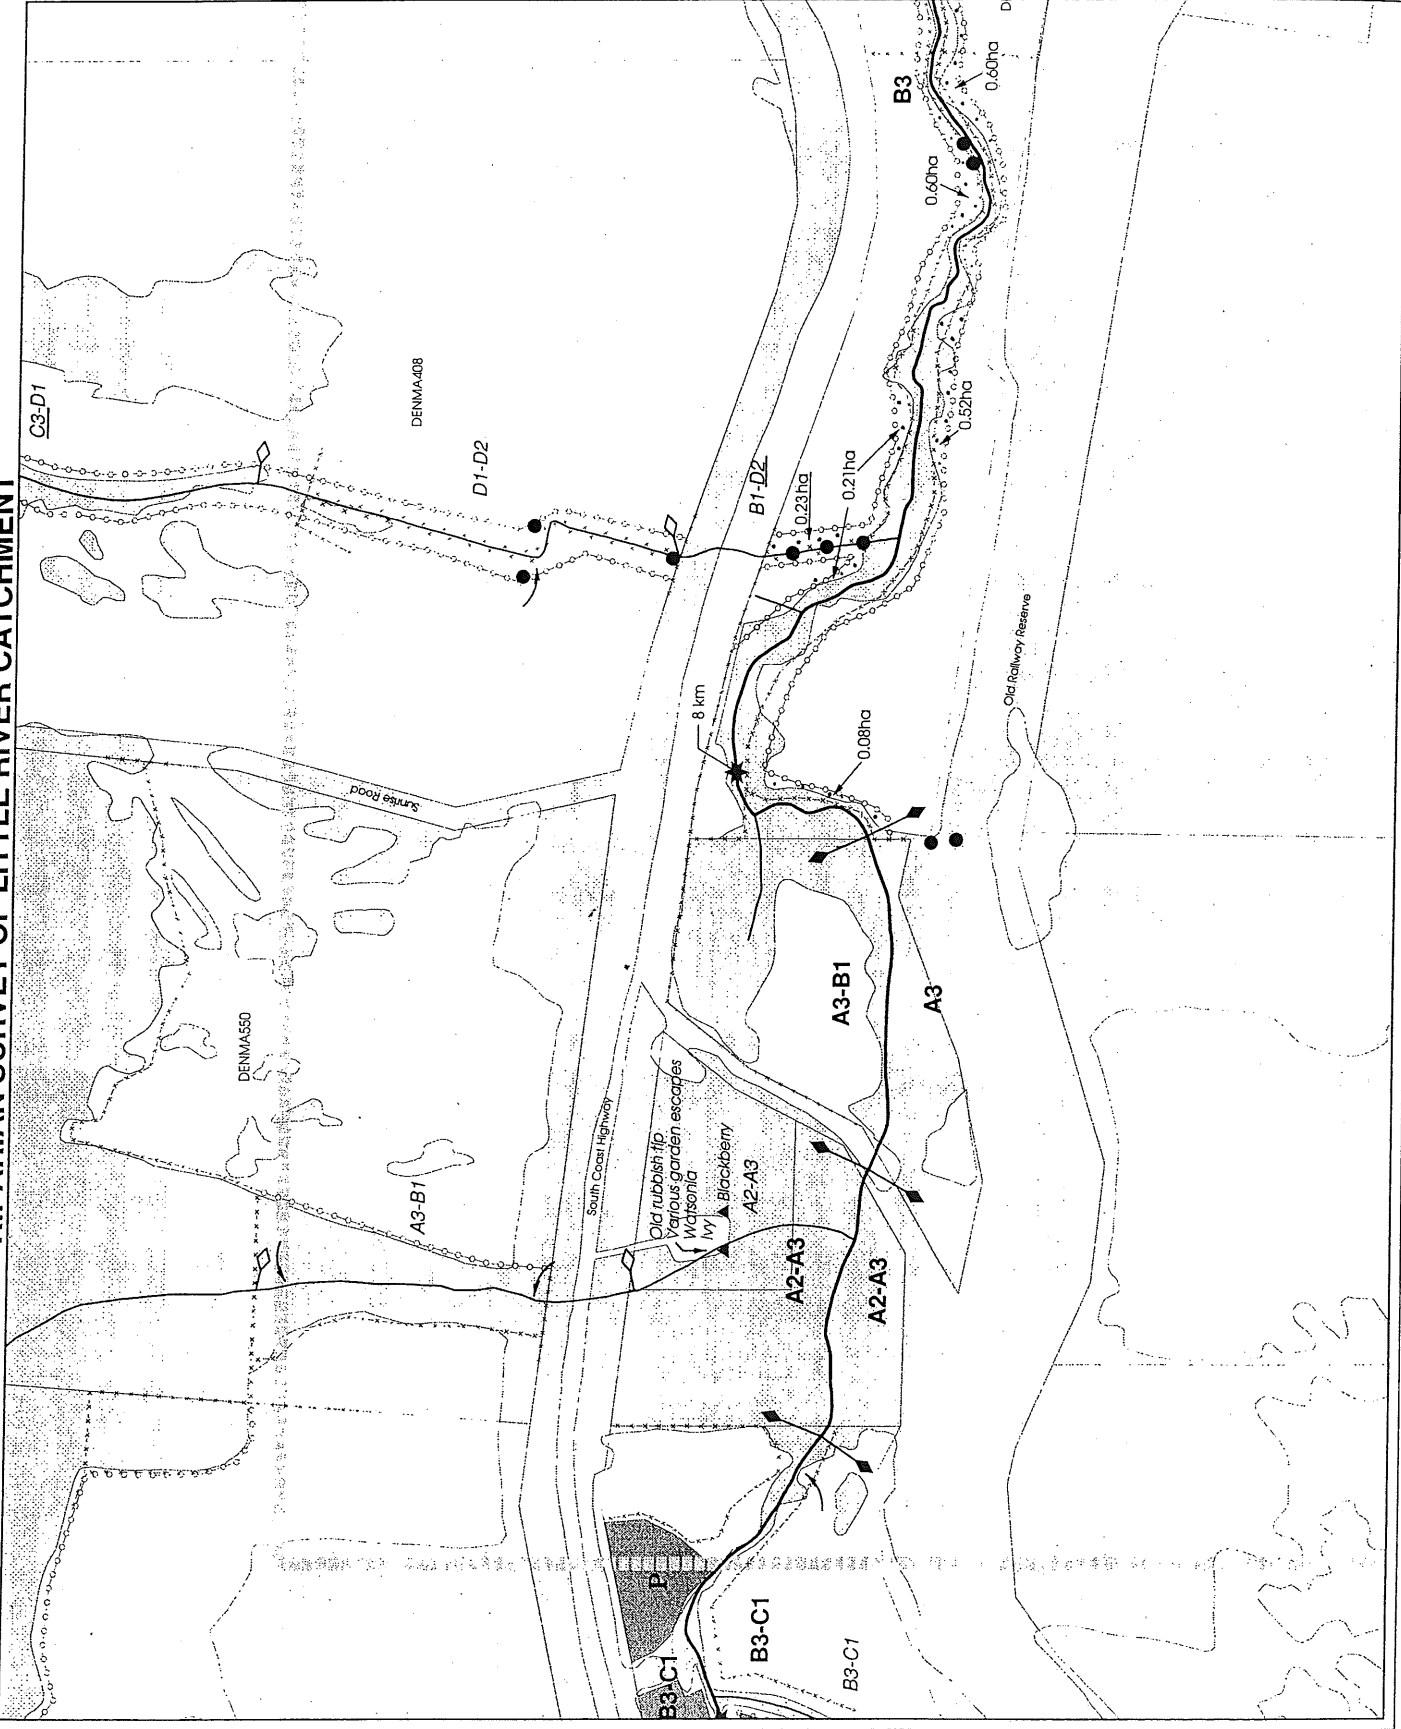 SURVEY OF LITTLE RIVER CATCHMENT
C3-D1
DENMA408
D1-D2
B1-D2
0.23ha
0.21ha
0.52ha
B3
0.60ha
0.60ha
Sunrise Road
8 km
0.08ha
Old Railway Reserve
DENMA550
A3-B1
South Coast Highway
Old rubbish tip
Various garden escapes
Watsonia
Ivy
Blackberry
A2-A3
A2-A3
A2-A3
A3-B1
A3
P
B3-C1
B3-C1
B3-C1